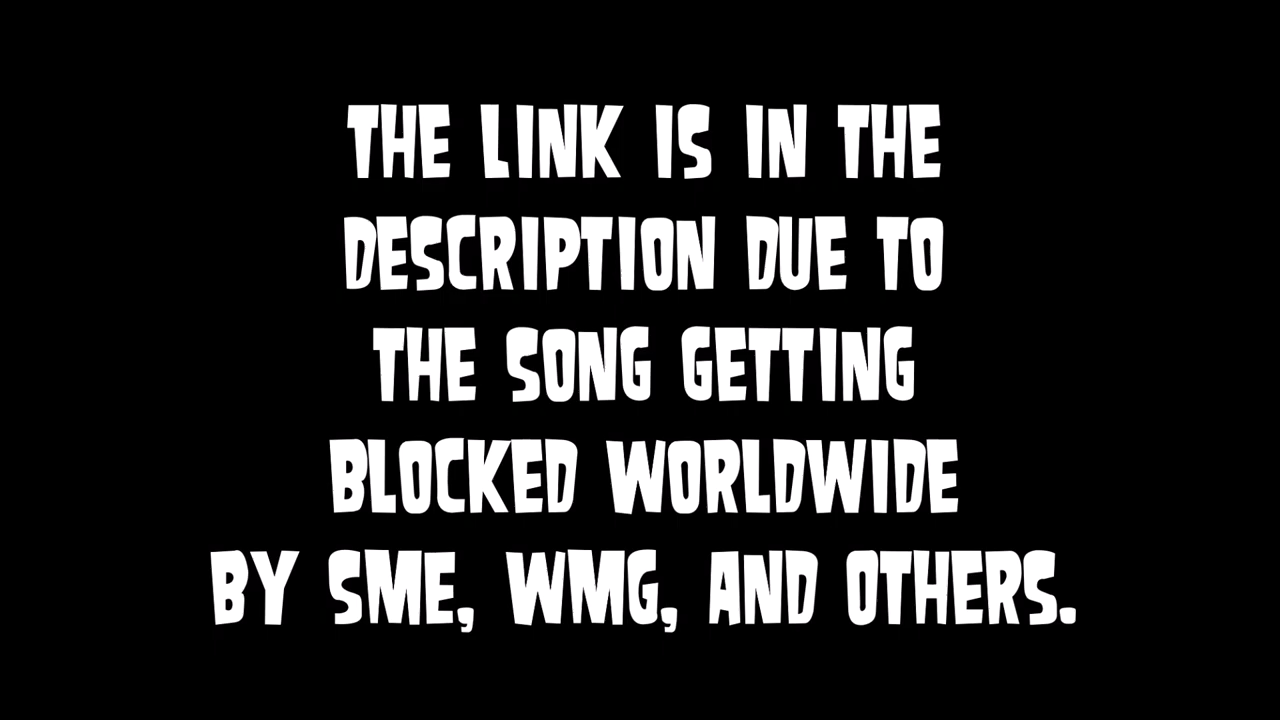 THE LINK IS IN THE
DESCRIPTION DUE TO
THE SONG GETTING
BLOCKED WORLDWIDE
BY SME, WMG, AND OTHERS.